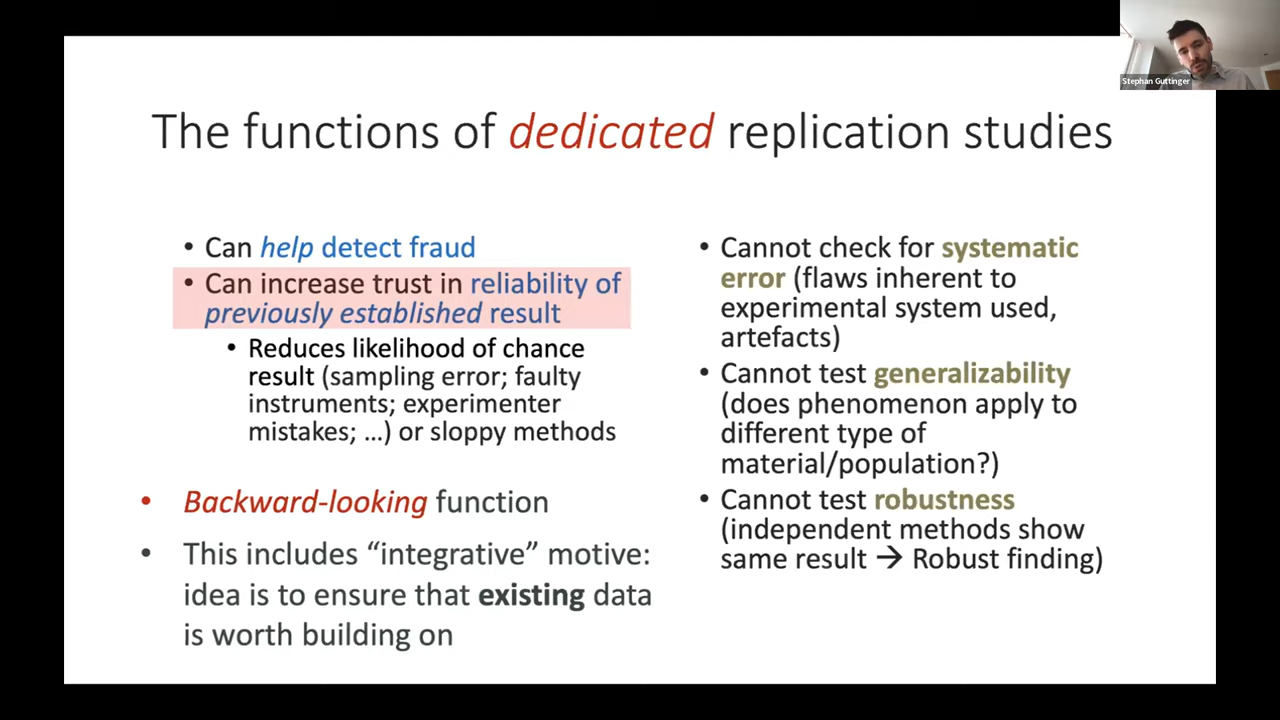 Stephan Guttinger
The functions of dedicated replication studies
• Can help detect fraud
• Can increase trust in reliability of
previously established result
• Reduces likelihood of chance
result (sampling error; faulty
instruments; experimenter
mistakes; …) or sloppy methods
• Backward-looking function
• This includes “integrative” motive:
idea is to ensure that existing data
is worth building on
• Cannot check for systematic
error (flaws inherent to
experimental system used,
artefacts)
• Cannot test generalizability
(does phenomenon apply to
different type of
material/population?)
• Cannot test robustness
(independent methods show
same result → Robust finding)